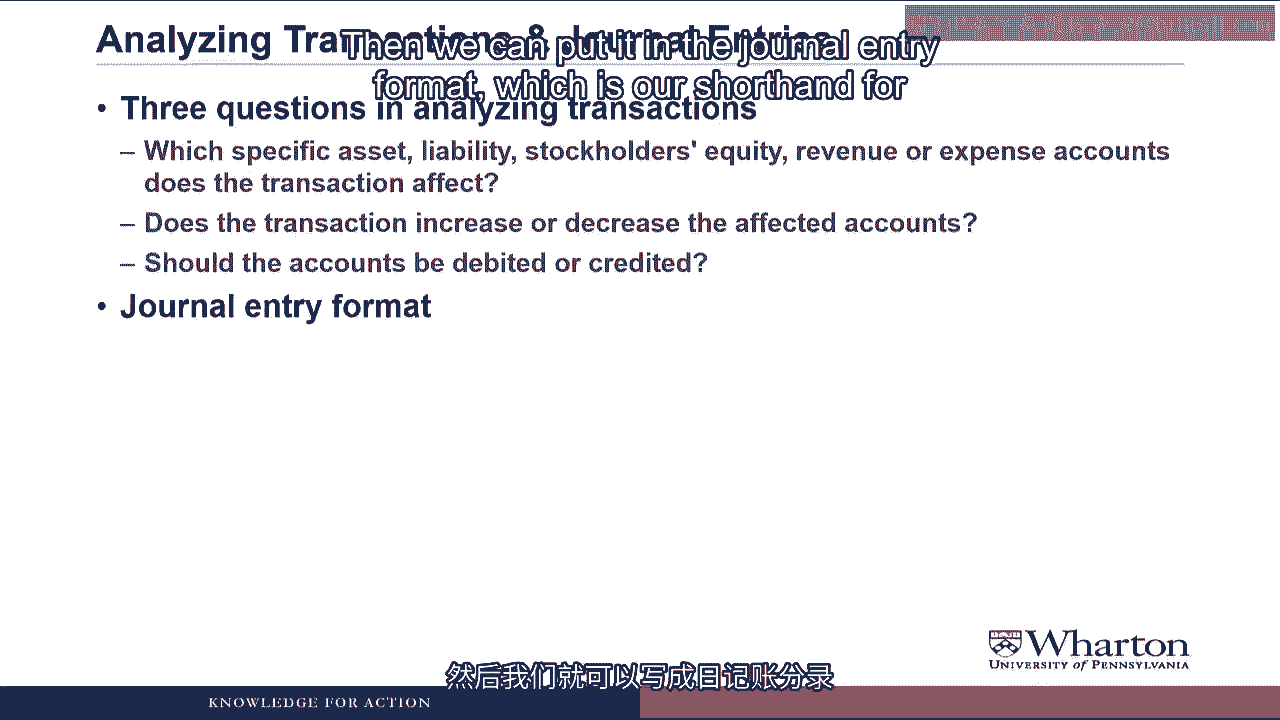 Analyzing Transactions & Journal Entries
Then we can put it in the journal entry
format, which is our shorthand for
• Three questions in analyzing transactions
– Which specific asset, liability, stockholders' equity, revenue or expense accounts
does the transaction affect?
– Does the transaction increase or decrease the affected accounts?
– Should the accounts be debited or credited?
• Journal entry format
Wharton
UNIVERSITY of PENNSYLVANIA
然后我们就可以写成日记账分录
KNOWLEDGE FOR ACTION